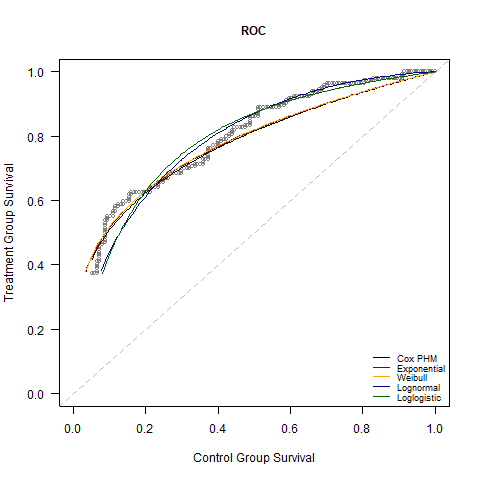 ROC
Treatment Group Survival
1.0
0.8
0.6
0.4
0.2
0.0
0.0 0.2 0.4 0.6 0.8 1.0
Control Group Survival
Cox PHM
Exponential
Weibull
Lognormal
Loglogistic